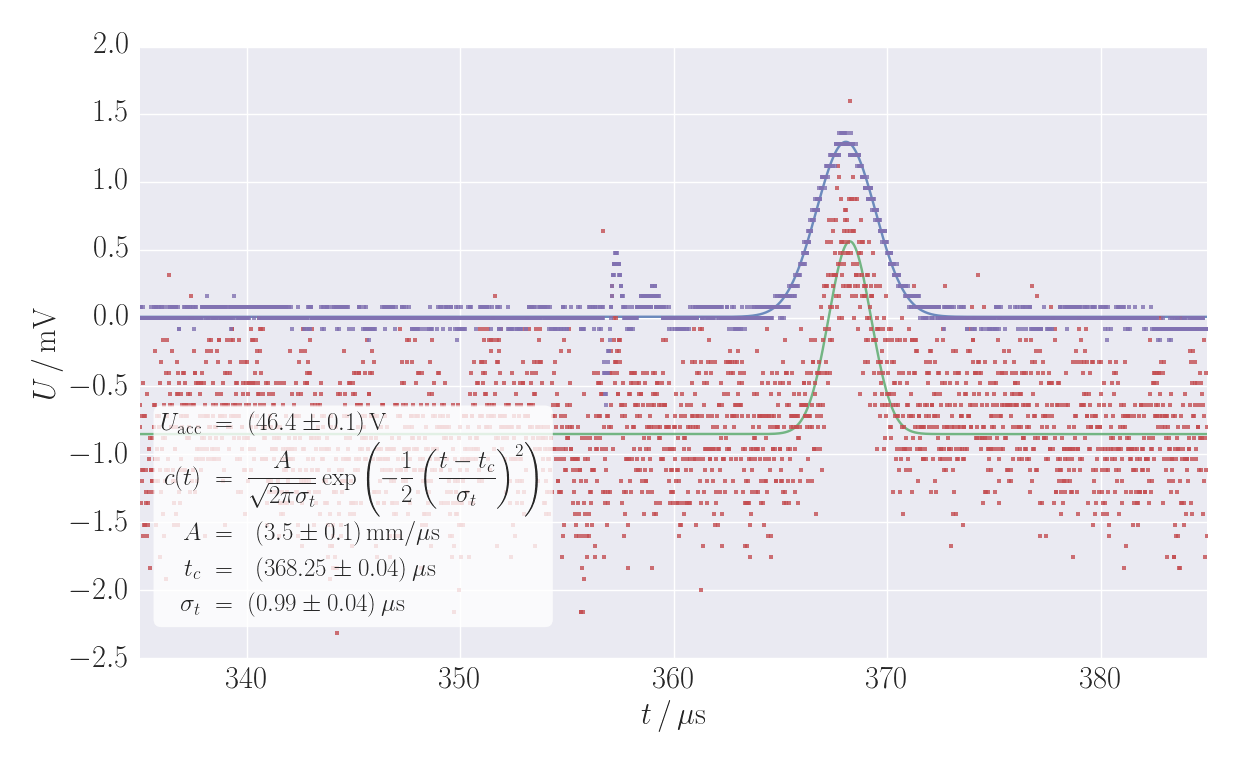 U / mV
2.0
1.5
1.0
0.5
0.0
−0.5
−1.0
−1.5
−2.0
−2.5
U_acc = (46.4 ± 0.1) V
c(t) = A / √(2πσ_t) exp(−1/2 ((t − t_c)/σ_t)²)
A = (3.5 ± 0.1) mm/μs
t_c = (368.25 ± 0.04) μs
σ_t = (0.99 ± 0.04) μs
340 350 360 370 380
t / μs